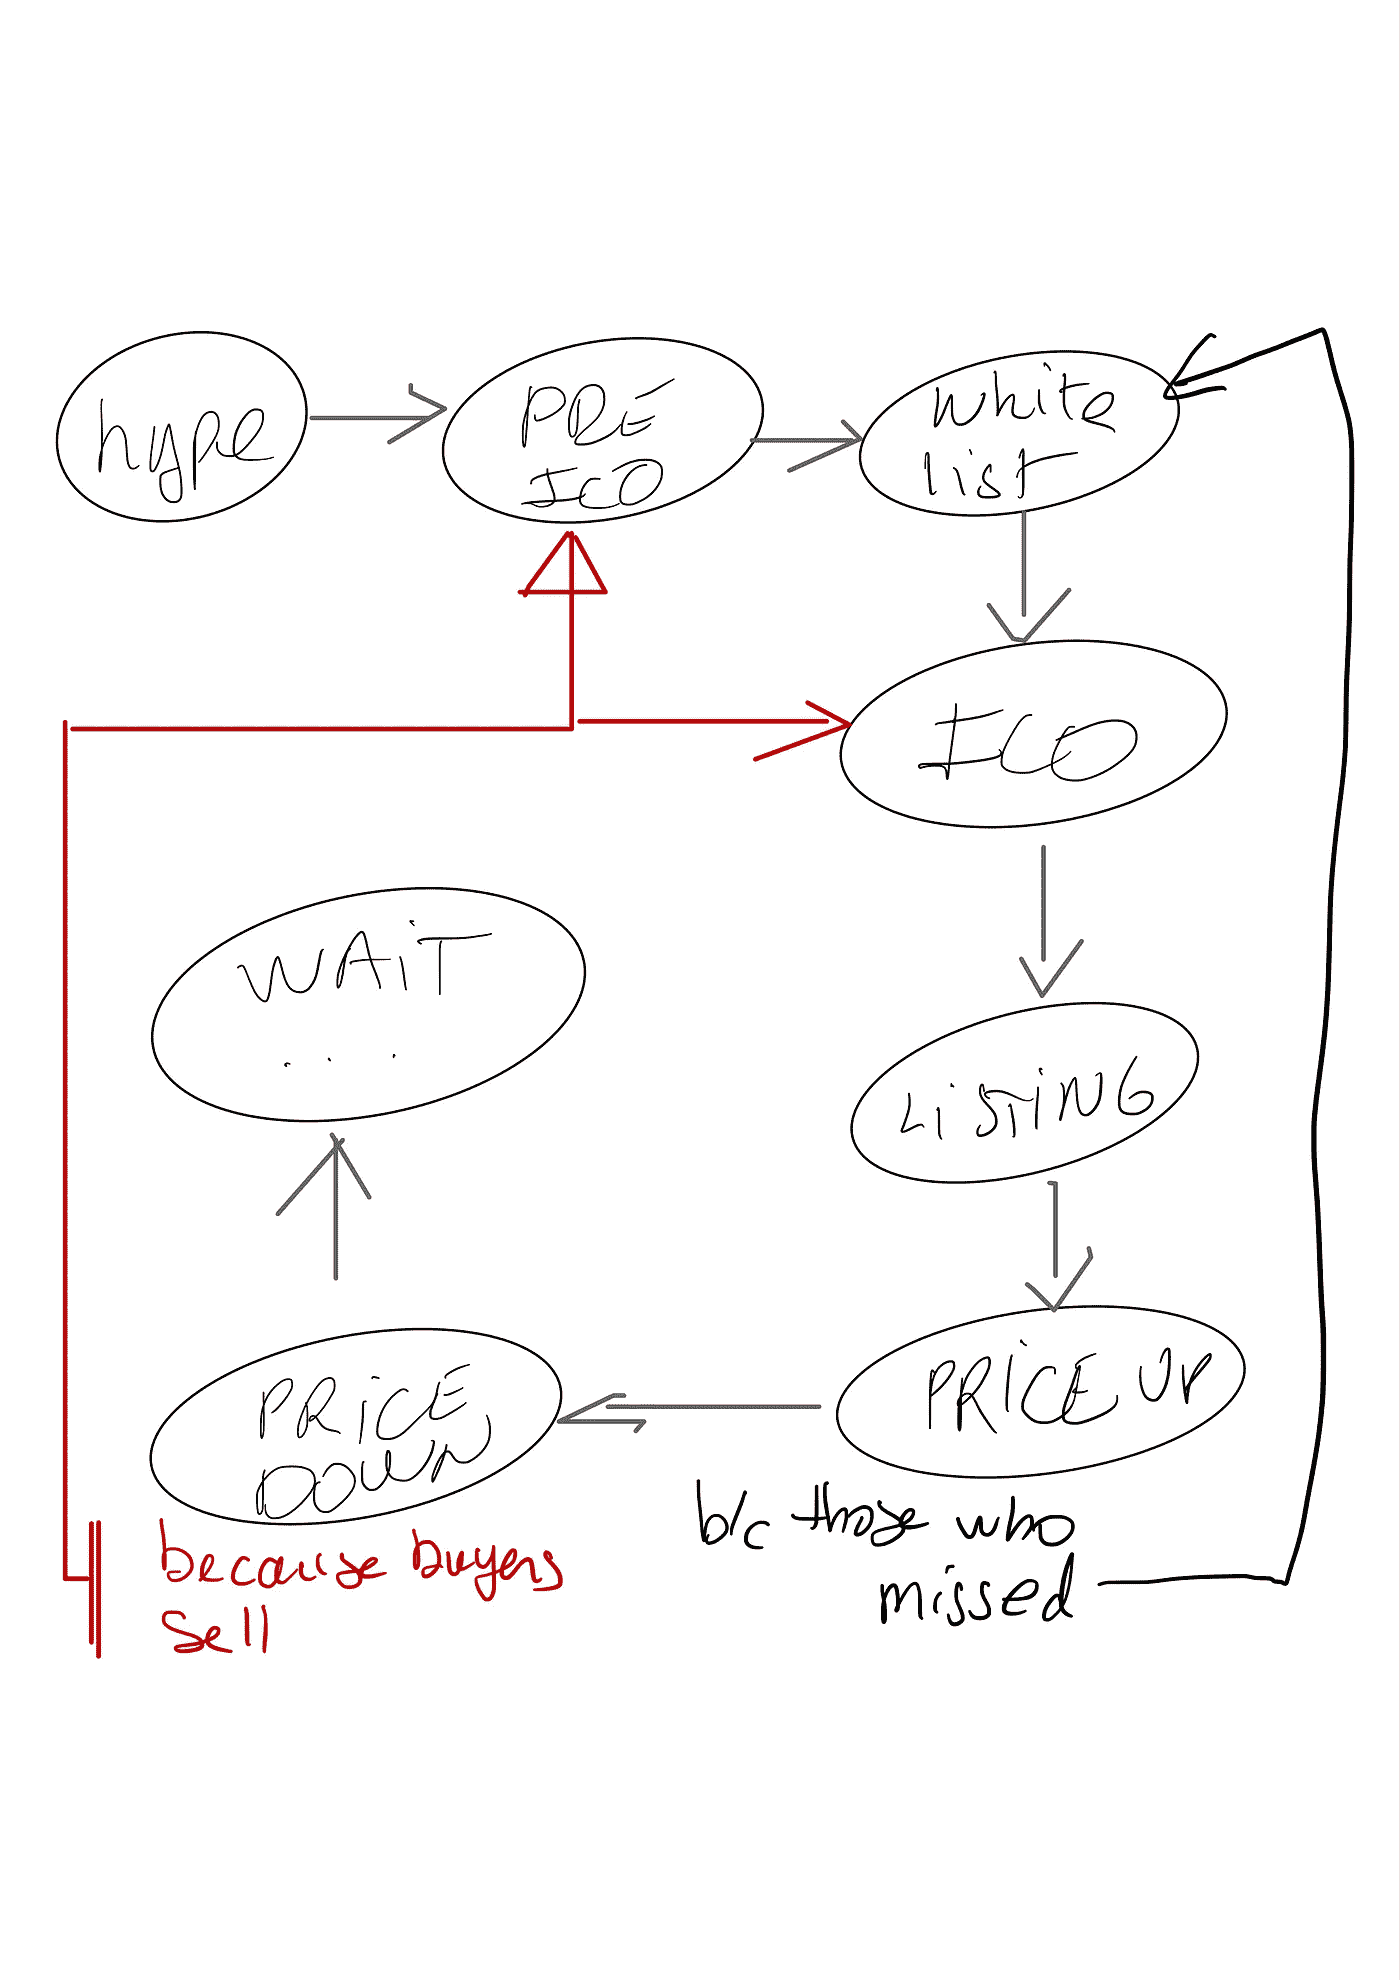 hype
PRE
ICO
White
list
ICO
WAiT
....
LiSTiNG
PRiCE UP
PRiCE
DOWN
b/c those who
missed
because buyers
Sell